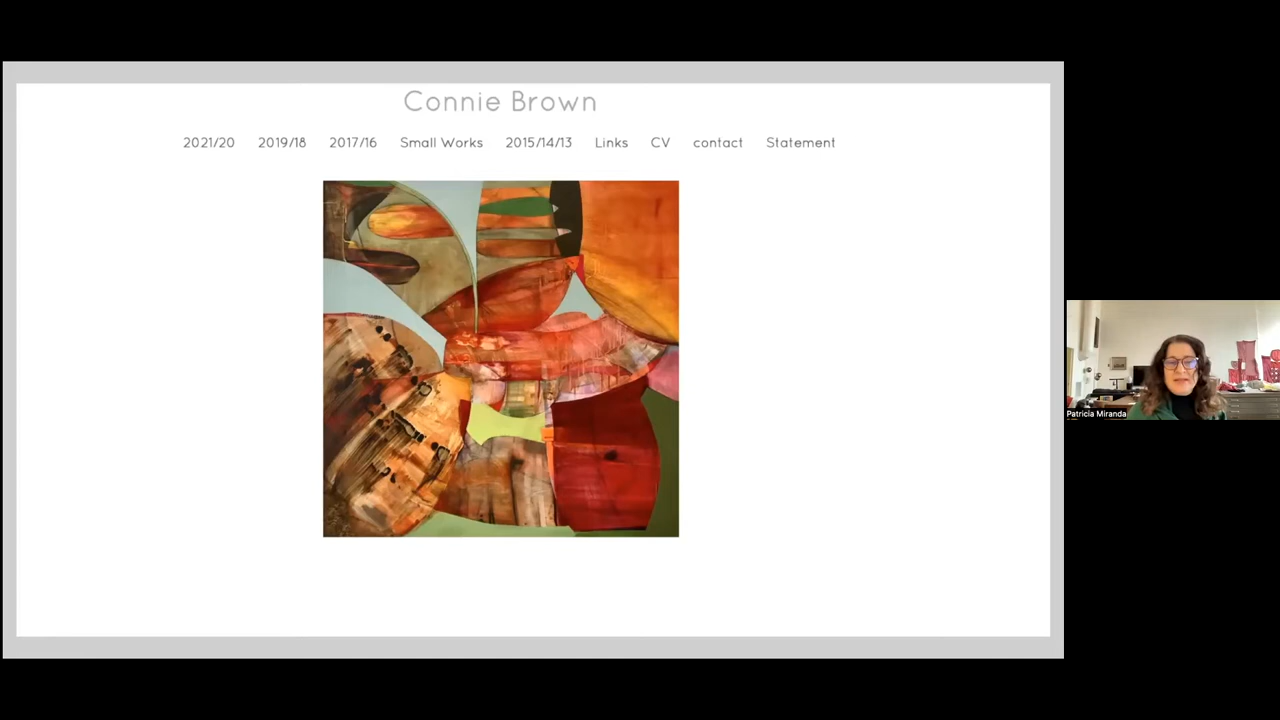 Connie Brown
2021/20 2019/18 2017/16 Small Works 2015/14/13 Links CV contact Statement
Patricia Miranda